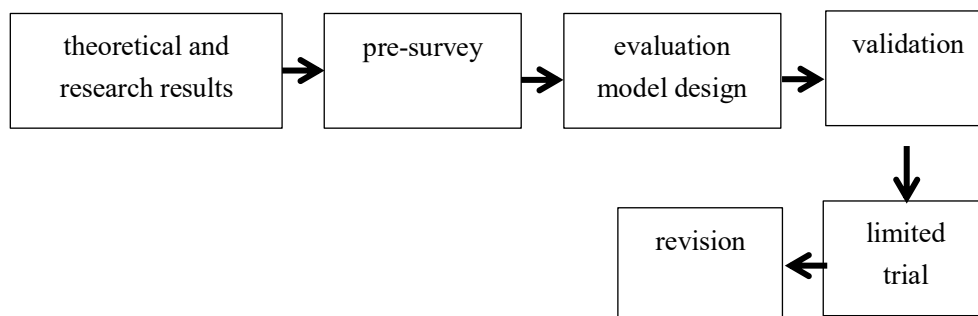 theoretical and
research results
pre-survey
evaluation
model design
validation
limited
trial
revision